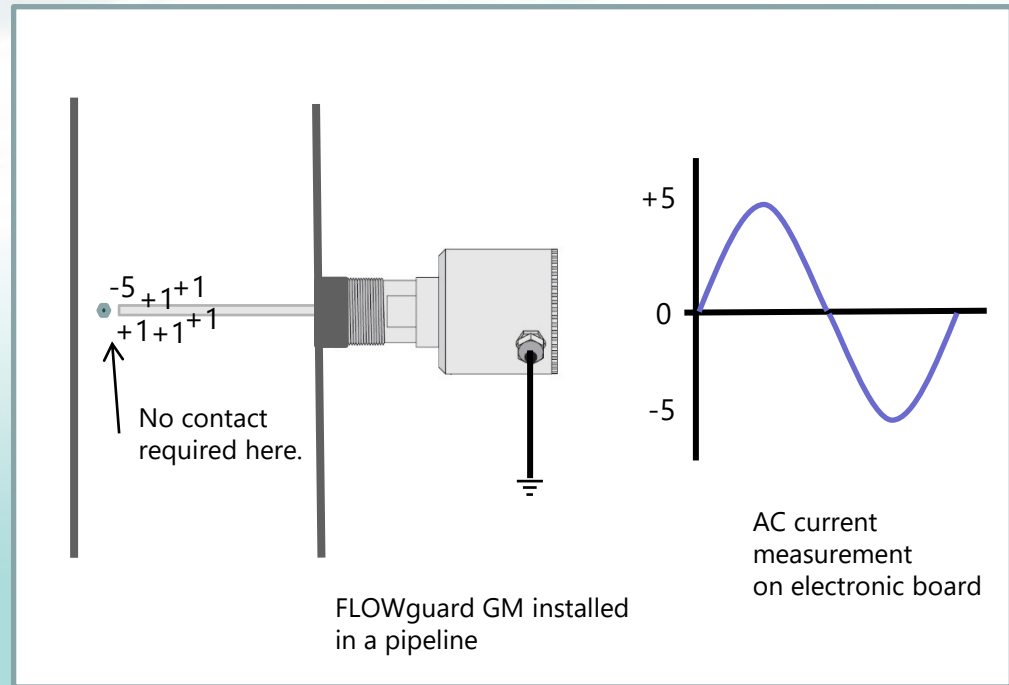 -5
+1
+1
+1
+1
+1
No contact
required here.
FLOWguard GM installed
in a pipeline
+5
0
-5
AC current
measurement
on electronic board